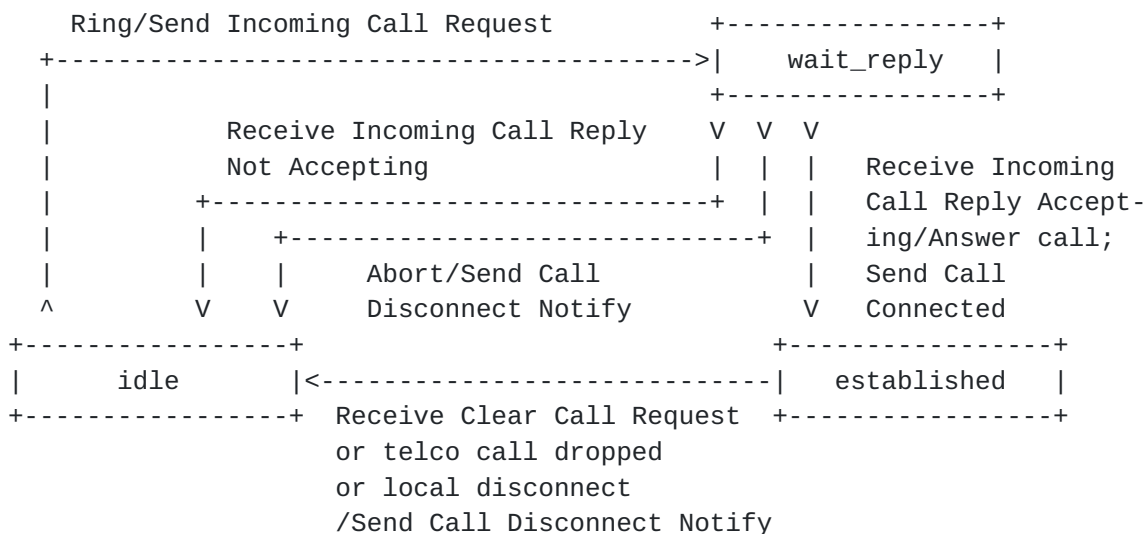 Ring/Send Incoming Call Request
wait_reply
Receive Incoming Call Reply
Not Accepting
Receive Incoming
Call Reply Accept-
ing/Answer call;
Send Call
Connected
Abort/Send Call
Disconnect Notify
idle
established
Receive Clear Call Request
or telco call dropped
or local disconnect
/Send Call Disconnect Notify